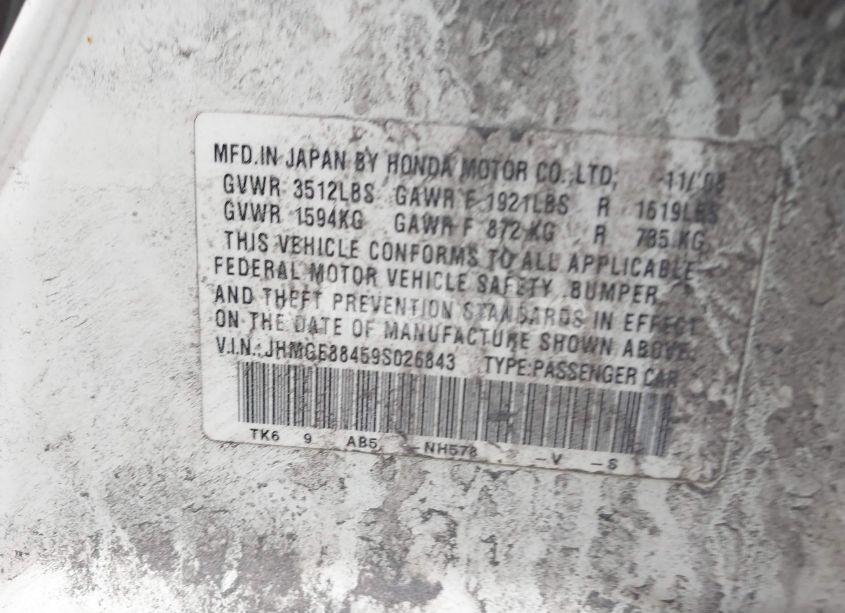 MFD.IN JAPAN BY HONDA MOTOR CO.,LTD, 11/'08
GVWR 3512LBS GAWR F 1921LBS R 1619LBS
GVWR 1594KG GAWR F 872 KG R 735 KG
THIS VEHICLE CONFORMS TO ALL APPLICABLE
FEDERAL MOTOR VEHICLE SAFETY ,BUMPER
AND THEFT PREVENTION STANDARDS IN EFFECT
ON THE DATE OF MANUFACTURE SHOWN ABOVE.
V.I.N.:JHMGE88459S026843 TYPE:PASSENGER CAR
TK6 9 AB5 -NH578 -V -S